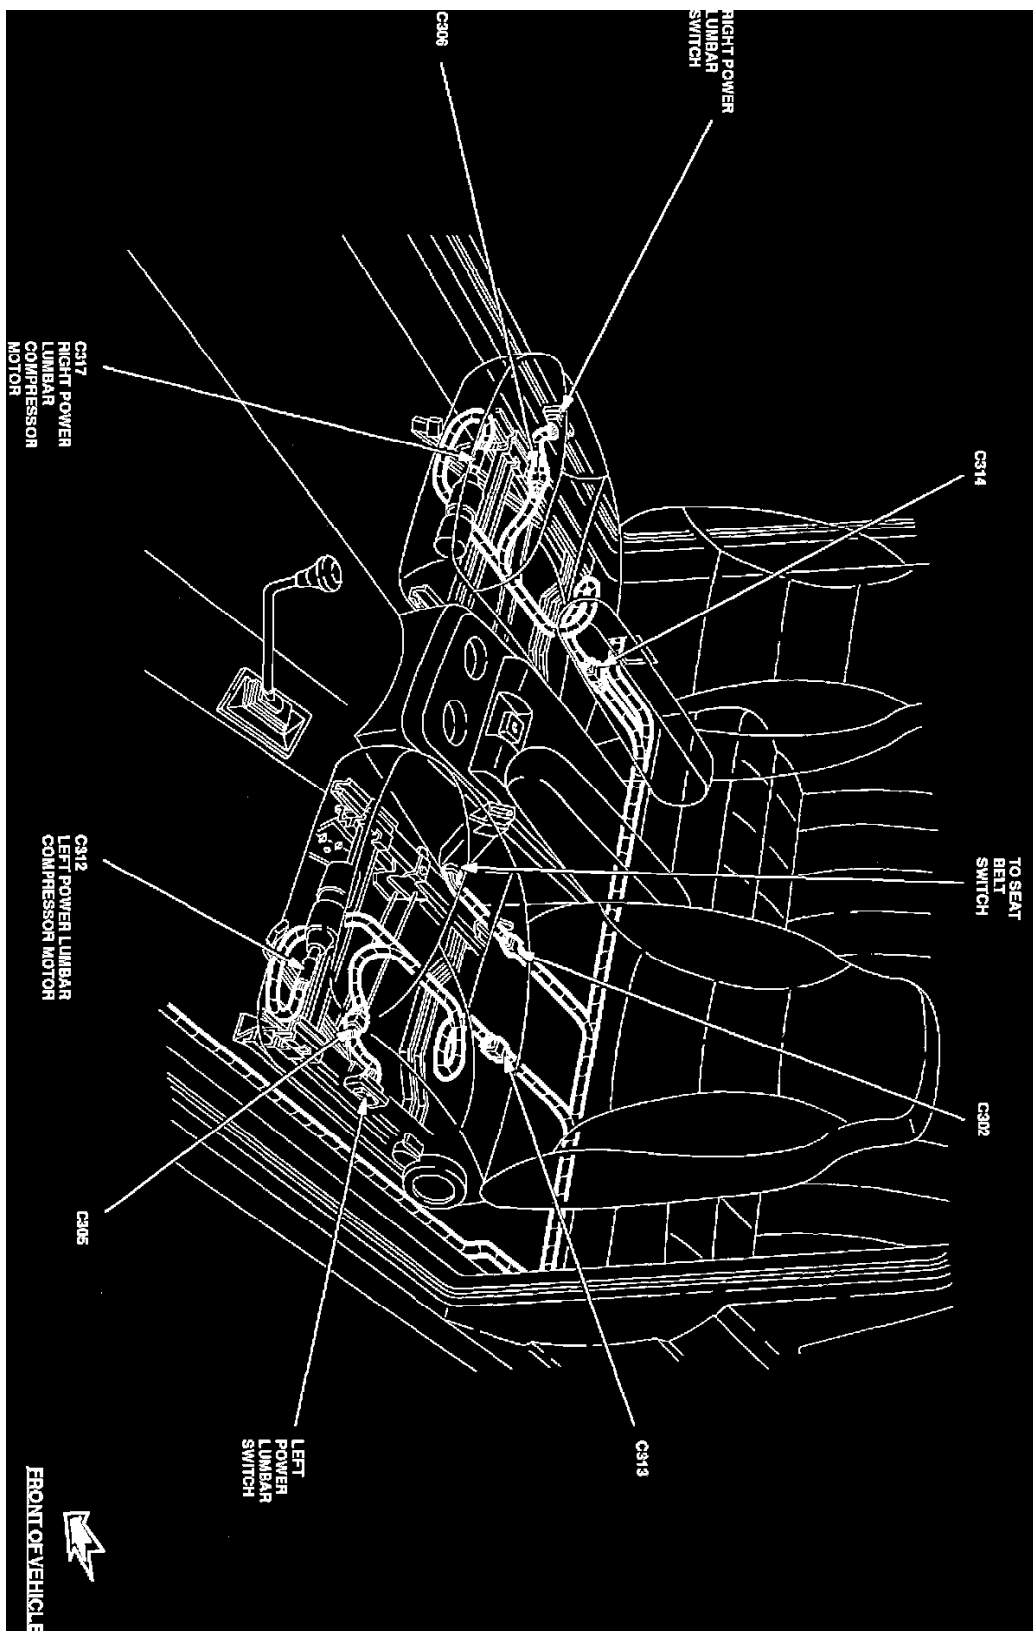 RIGHT POWER
LUMBAR
SWITCH
C306
C317
RIGHT POWER
LUMBAR
COMPRESSOR
MOTOR
C314
TO SEAT
BELT
SWITCH
C312
LEFT POWER LUMBAR
COMPRESSOR MOTOR
C302
C305
C313
LEFT
POWER
LUMBAR
SWITCH
FRONT OF VEHICLE